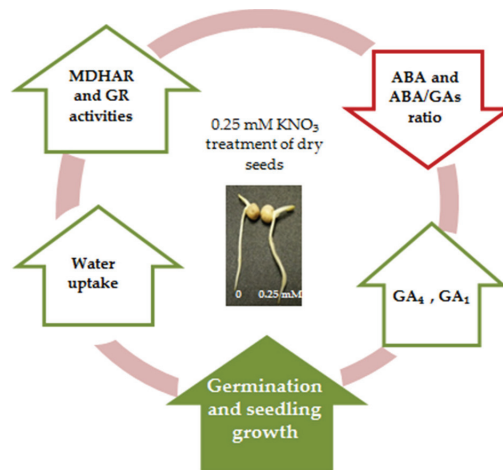 MDHAR
and GR
activities
ABA and
ABA/GAs
ratio
0.25 mM KNO₃
treatment of dry
seeds
0 0.25 mM
Water
uptake
GA₄ , GA₁
Germination
and seedling
growth